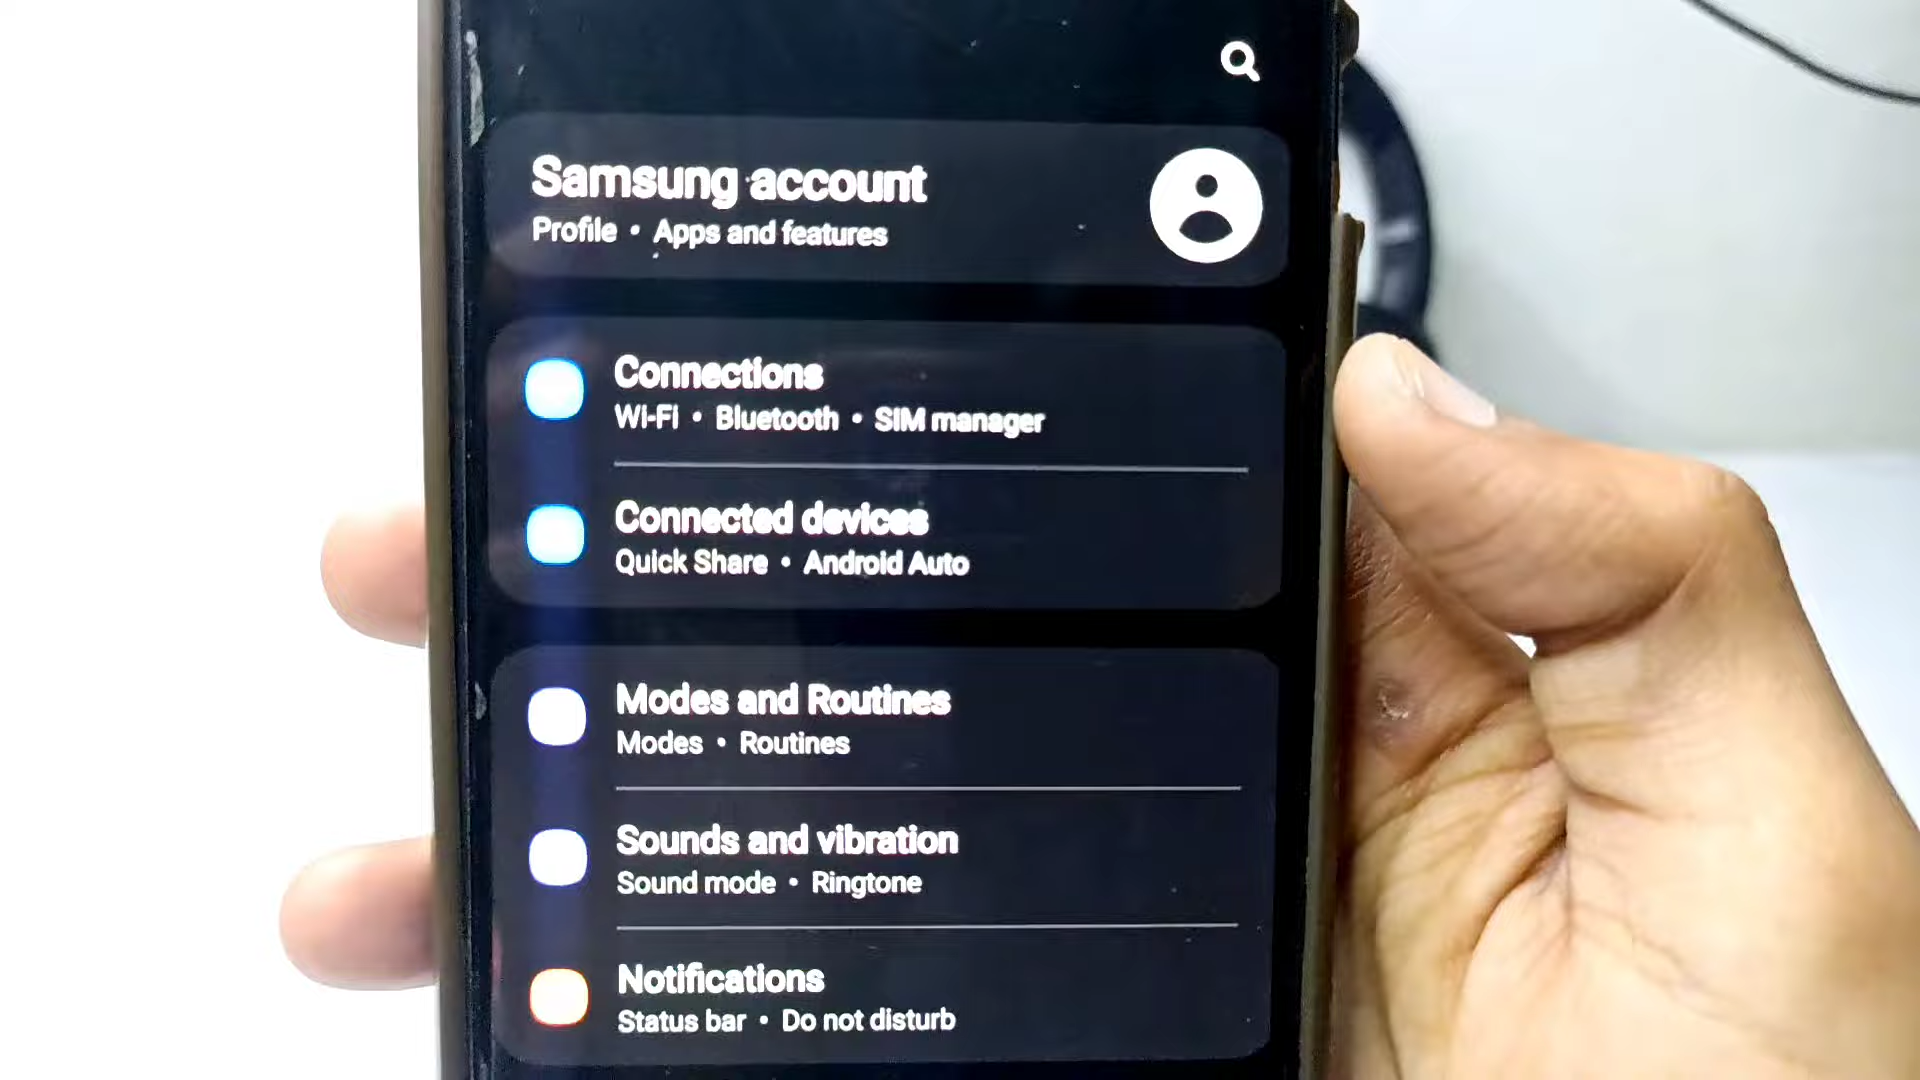 Samsung account
Profile • Apps and features
Connections
Wi-Fi • Bluetooth • SIM manager
Connected devices
Quick Share • Android Auto
Modes and Routines
Modes • Routines
Sounds and vibration
Sound mode • Ringtone
Notifications
Status bar • Do not disturb